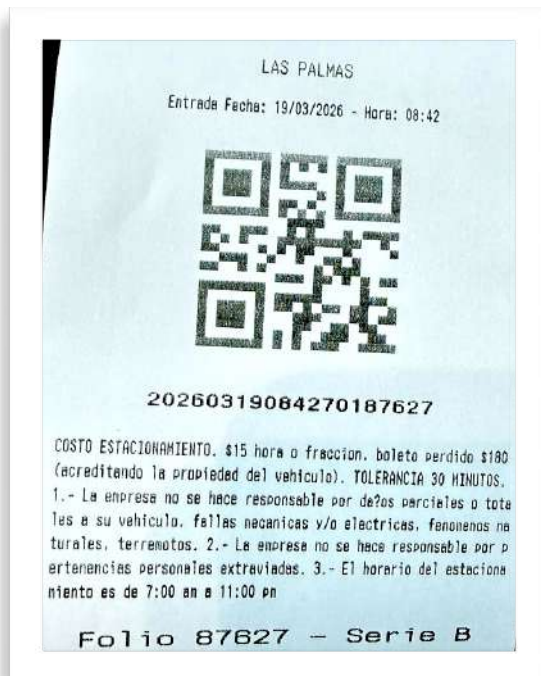 LAS PALMAS
Entrada Fecha: 19/03/2026 - Hora: 08:42
20260319084270187627
COSTO ESTACIONAMIENTO. $15 hora o fraccion. boleto perdido $180
(acreditando la propiedad del vehiculo). TOLERANCIA 30 MINUTOS.
1.- La empresa no se hace responsable por da?os parciales o tota
les a su vehiculo. fallas mecanicas y/o electricas. fenomenos na
turales. terremotos. 2.- La empresa no se hace responsable por p
ertenencias personales extraviadas. 3.- El horario del estaciona
miento es de 7:00 am a 11:00 pm
Folio 87627 - Serie B